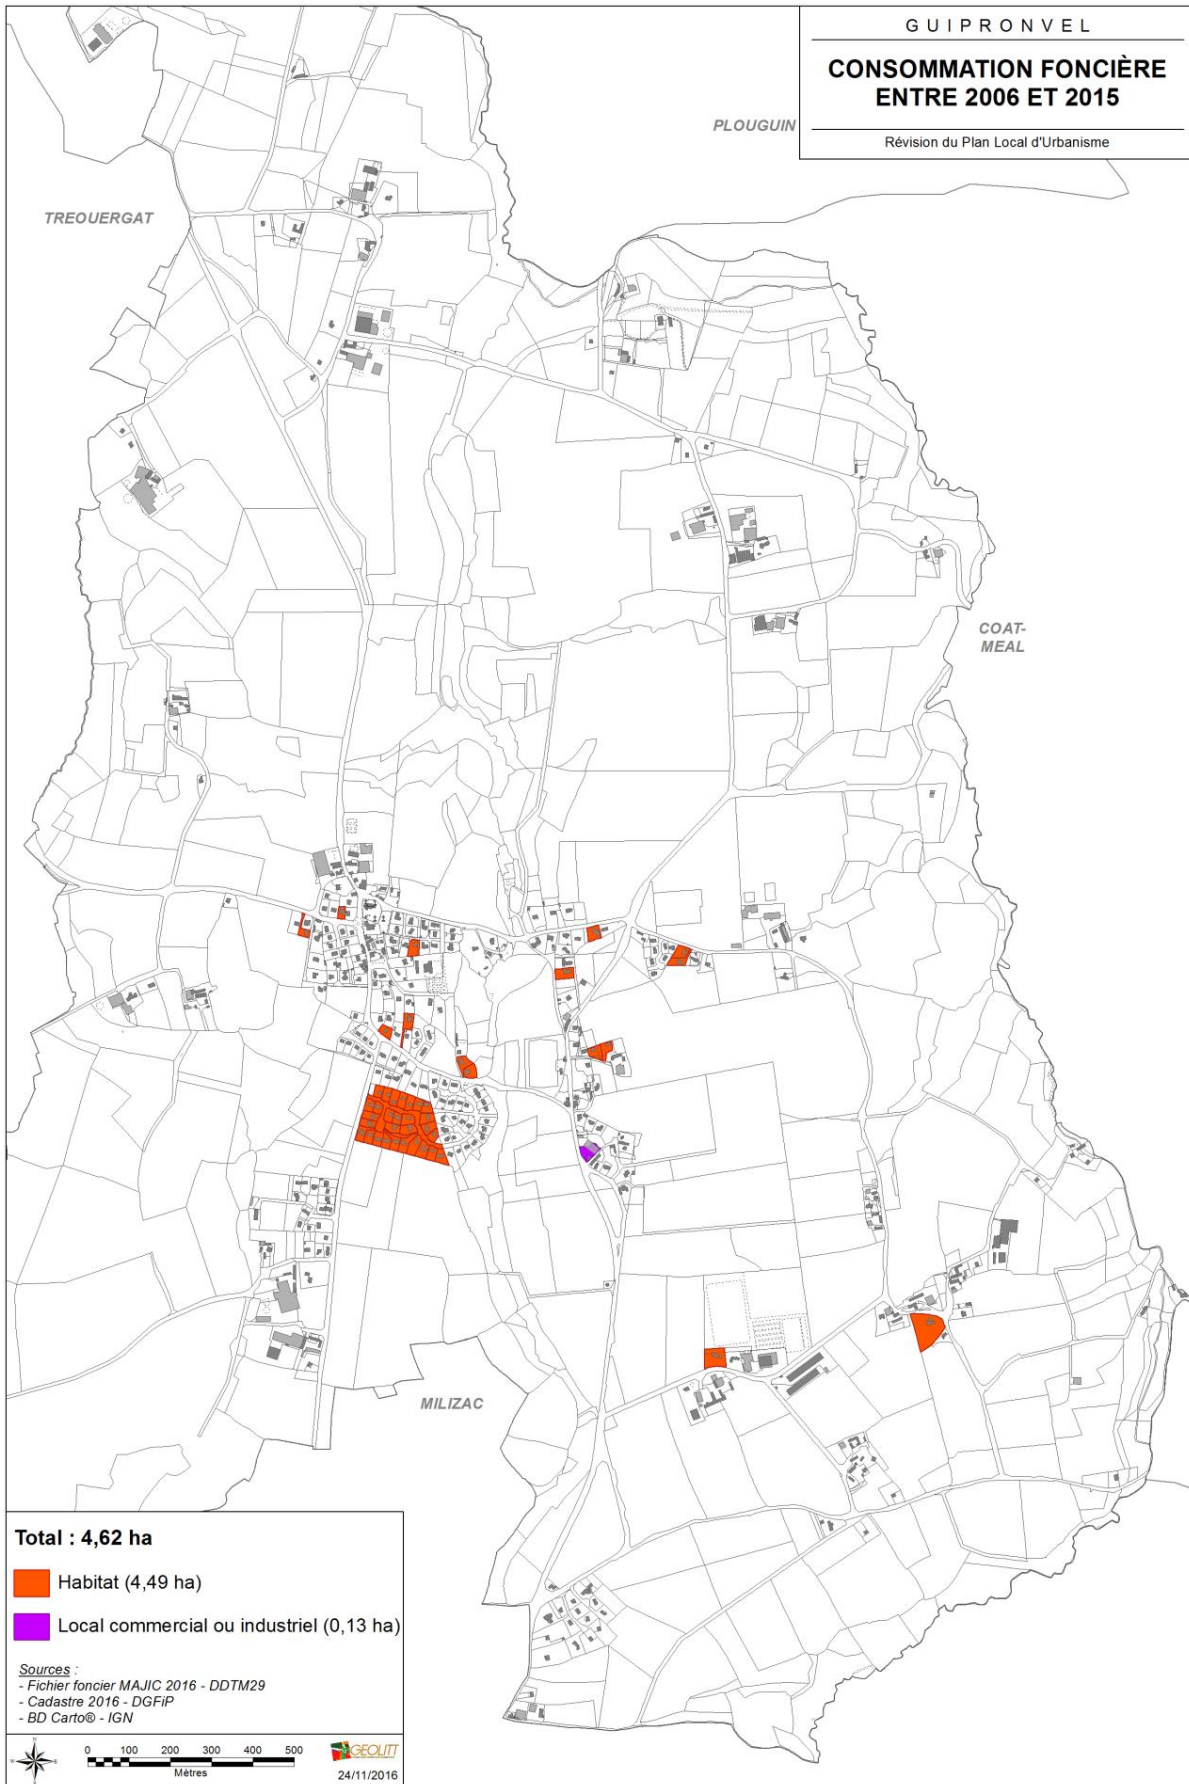 GUIPRONVEL
CONSOMMATION FONCIÈRE
ENTRE 2006 ET 2015
Révision du Plan Local d'Urbanisme
PLOUGUIN
TREOUERGAT
COAT-
MEAL
MILIZAC
Total : 4,62 ha
Habitat (4,49 ha)
Local commercial ou industriel (0,13 ha)
Sources :
- Fichier foncier MAJIC 2016 - DDTM29
- Cadastre 2016 - DGFiP
- BD Carto® - IGN
N
W E
S
0 100 200 300 400 500
Mètres
GEOLITT
24/11/2016